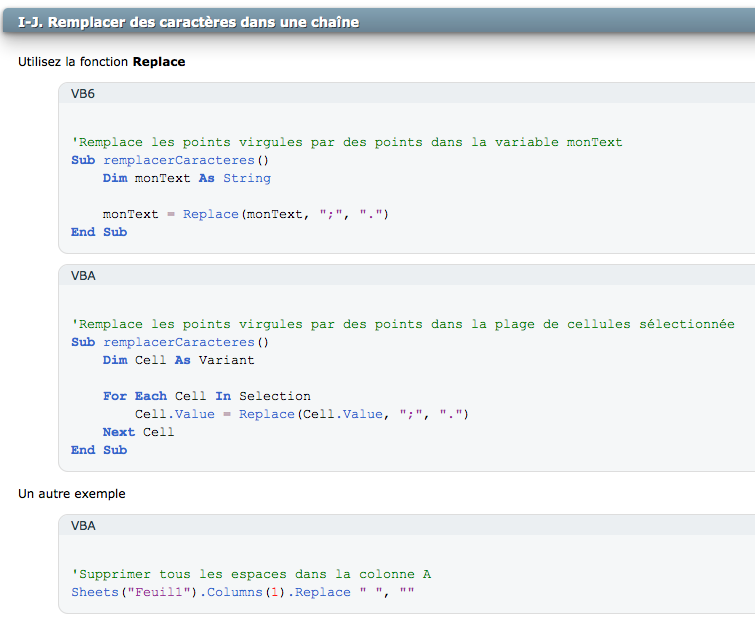 I-J. Remplacer des caractères dans une chaîne
Utilisez la fonction Replace
VB6
'Remplace les points virgules par des points dans la variable monText
Sub remplacerCaracteres()
Dim monText As String
monText = Replace(monText, ";", ".")
End Sub
VBA
'Remplace les points virgules par des points dans la plage de cellules sélectionnée
Sub remplacerCaracteres()
Dim Cell As Variant
For Each Cell In Selection
Cell.Value = Replace(Cell.Value, ";", ".")
Next Cell
End Sub
Un autre exemple
VBA
'Supprimer tous les espaces dans la colonne A
Sheets("Feuil1").Columns(1).Replace " ", ""